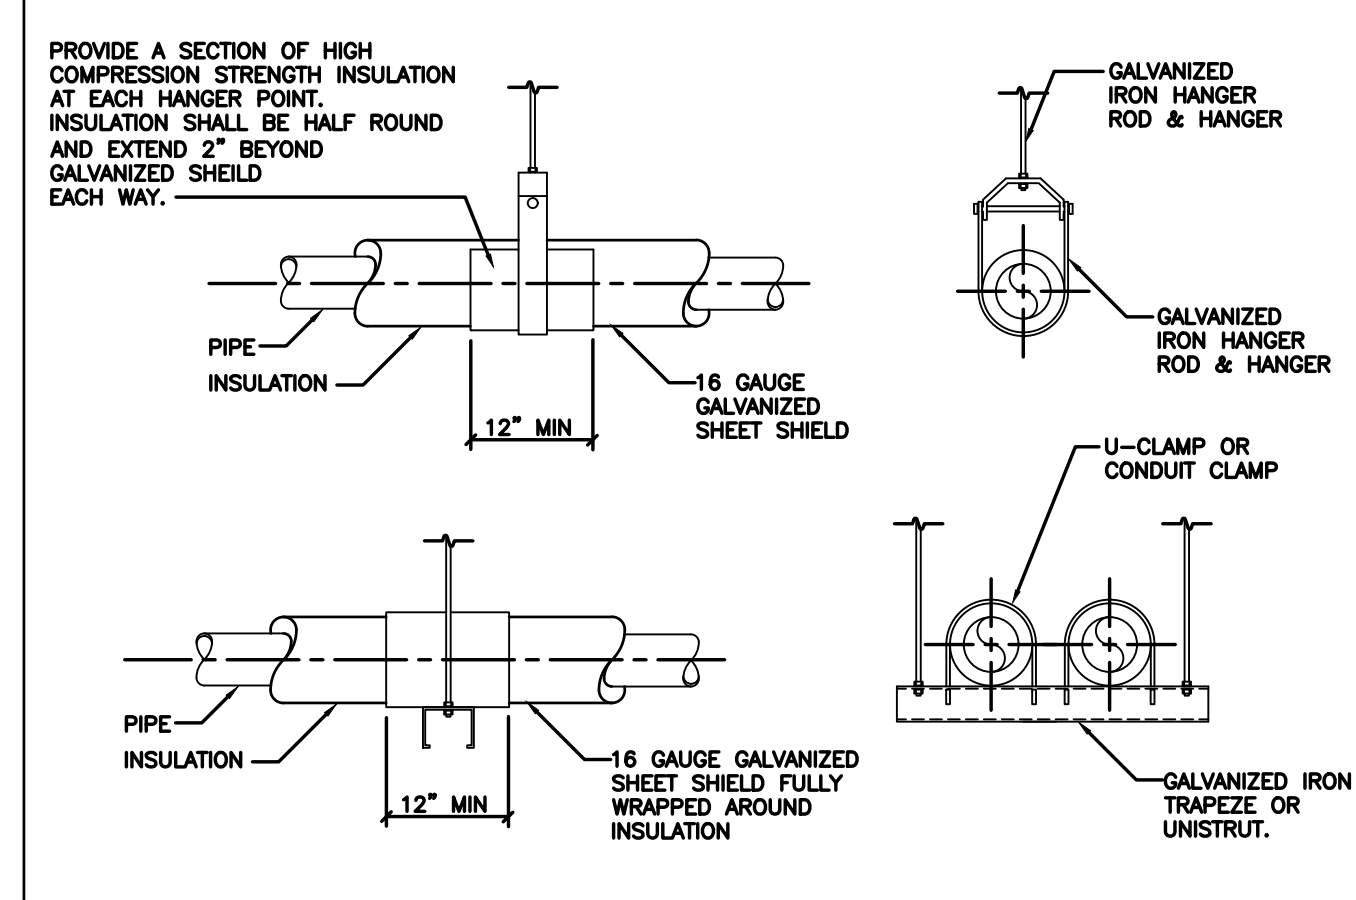 PROVIDE A SECTION OF HIGH
COMPRESSION STRENGTH INSULATION
AT EACH HANGER POINT.
INSULATION SHALL BE HALF ROUND
AND EXTEND 2" BEYOND
GALVANIZED SHEILD
EACH WAY.
PIPE
INSULATION
12" MIN
16 GAUGE
GALVANIZED
SHEET SHIELD
GALVANIZED
IRON HANGER
ROD & HANGER
GALVANIZED
IRON HANGER
ROD & HANGER
PIPE
INSULATION
12" MIN
16 GAUGE GALVANIZED
SHEET SHIELD FULLY
WRAPPED AROUND
INSULATION
U-CLAMP OR
CONDUIT CLAMP
GALVANIZED IRON
TRAPEZE OR
UNISTRUT.